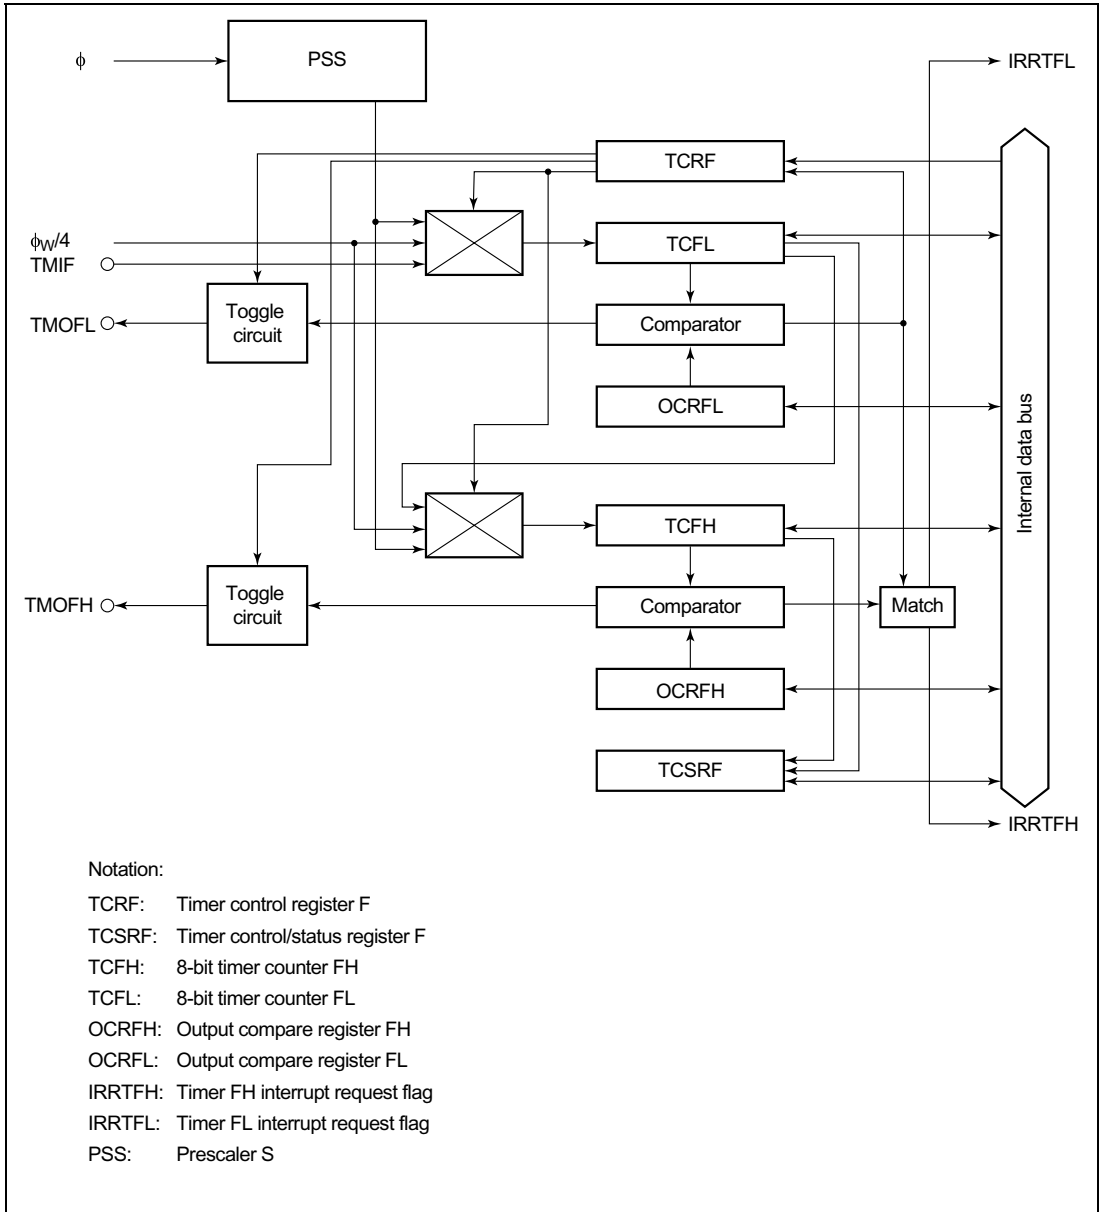 ϕ
PSS
IRRTFL
TCRF
ϕW/4
TMIF
TCFL
TMOFL
Toggle
circuit
Comparator
OCRFL
Internal data bus
TCFH
TMOFH
Toggle
circuit
Comparator
Match
OCRFH
TCSRF
IRRTFH
Notation:
TCRF: Timer control register F
TCSRF: Timer control/status register F
TCFH: 8-bit timer counter FH
TCFL: 8-bit timer counter FL
OCRFH: Output compare register FH
OCRFL: Output compare register FL
IRRTFH: Timer FH interrupt request flag
IRRTFL: Timer FL interrupt request flag
PSS: Prescaler S